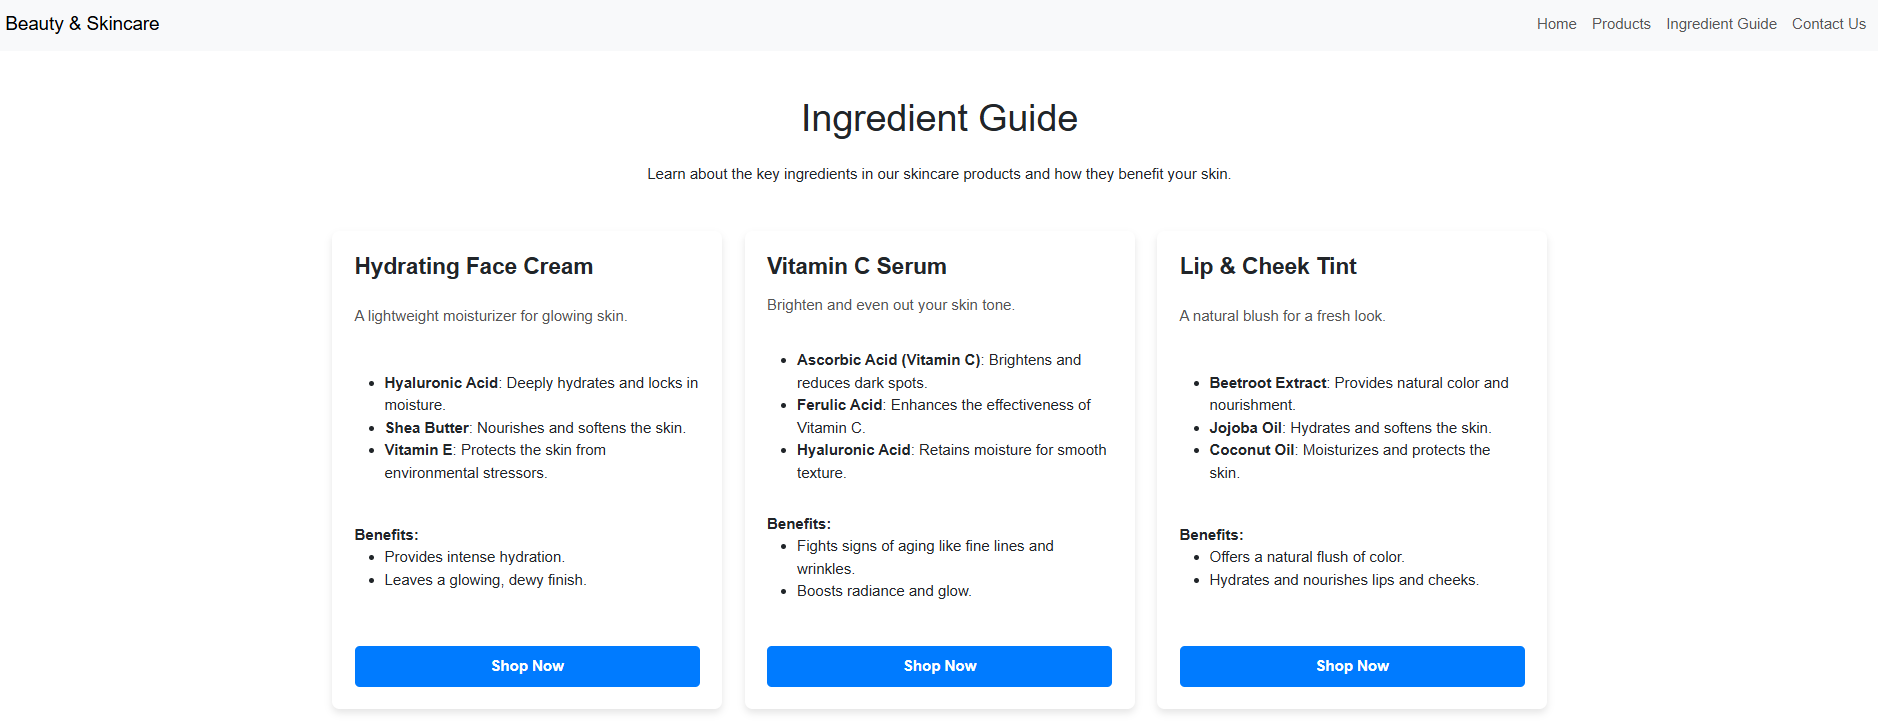 Beauty & Skincare
Home Products Ingredient Guide Contact Us
Ingredient Guide
Learn about the key ingredients in our skincare products and how they benefit your skin.
Hydrating Face Cream
A lightweight moisturizer for glowing skin.
• Hyaluronic Acid: Deeply hydrates and locks in
moisture.
• Shea Butter: Nourishes and softens the skin.
• Vitamin E: Protects the skin from
environmental stressors.
Benefits:
• Provides intense hydration.
• Leaves a glowing, dewy finish.
Shop Now
Vitamin C Serum
Brighten and even out your skin tone.
• Ascorbic Acid (Vitamin C): Brightens and
reduces dark spots.
• Ferulic Acid: Enhances the effectiveness of
Vitamin C.
• Hyaluronic Acid: Retains moisture for smooth
texture.
Benefits:
• Fights signs of aging like fine lines and
wrinkles.
• Boosts radiance and glow.
Shop Now
Lip & Cheek Tint
A natural blush for a fresh look.
• Beetroot Extract: Provides natural color and
nourishment.
• Jojoba Oil: Hydrates and softens the skin.
• Coconut Oil: Moisturizes and protects the
skin.
Benefits:
• Offers a natural flush of color.
• Hydrates and nourishes lips and cheeks.
Shop Now